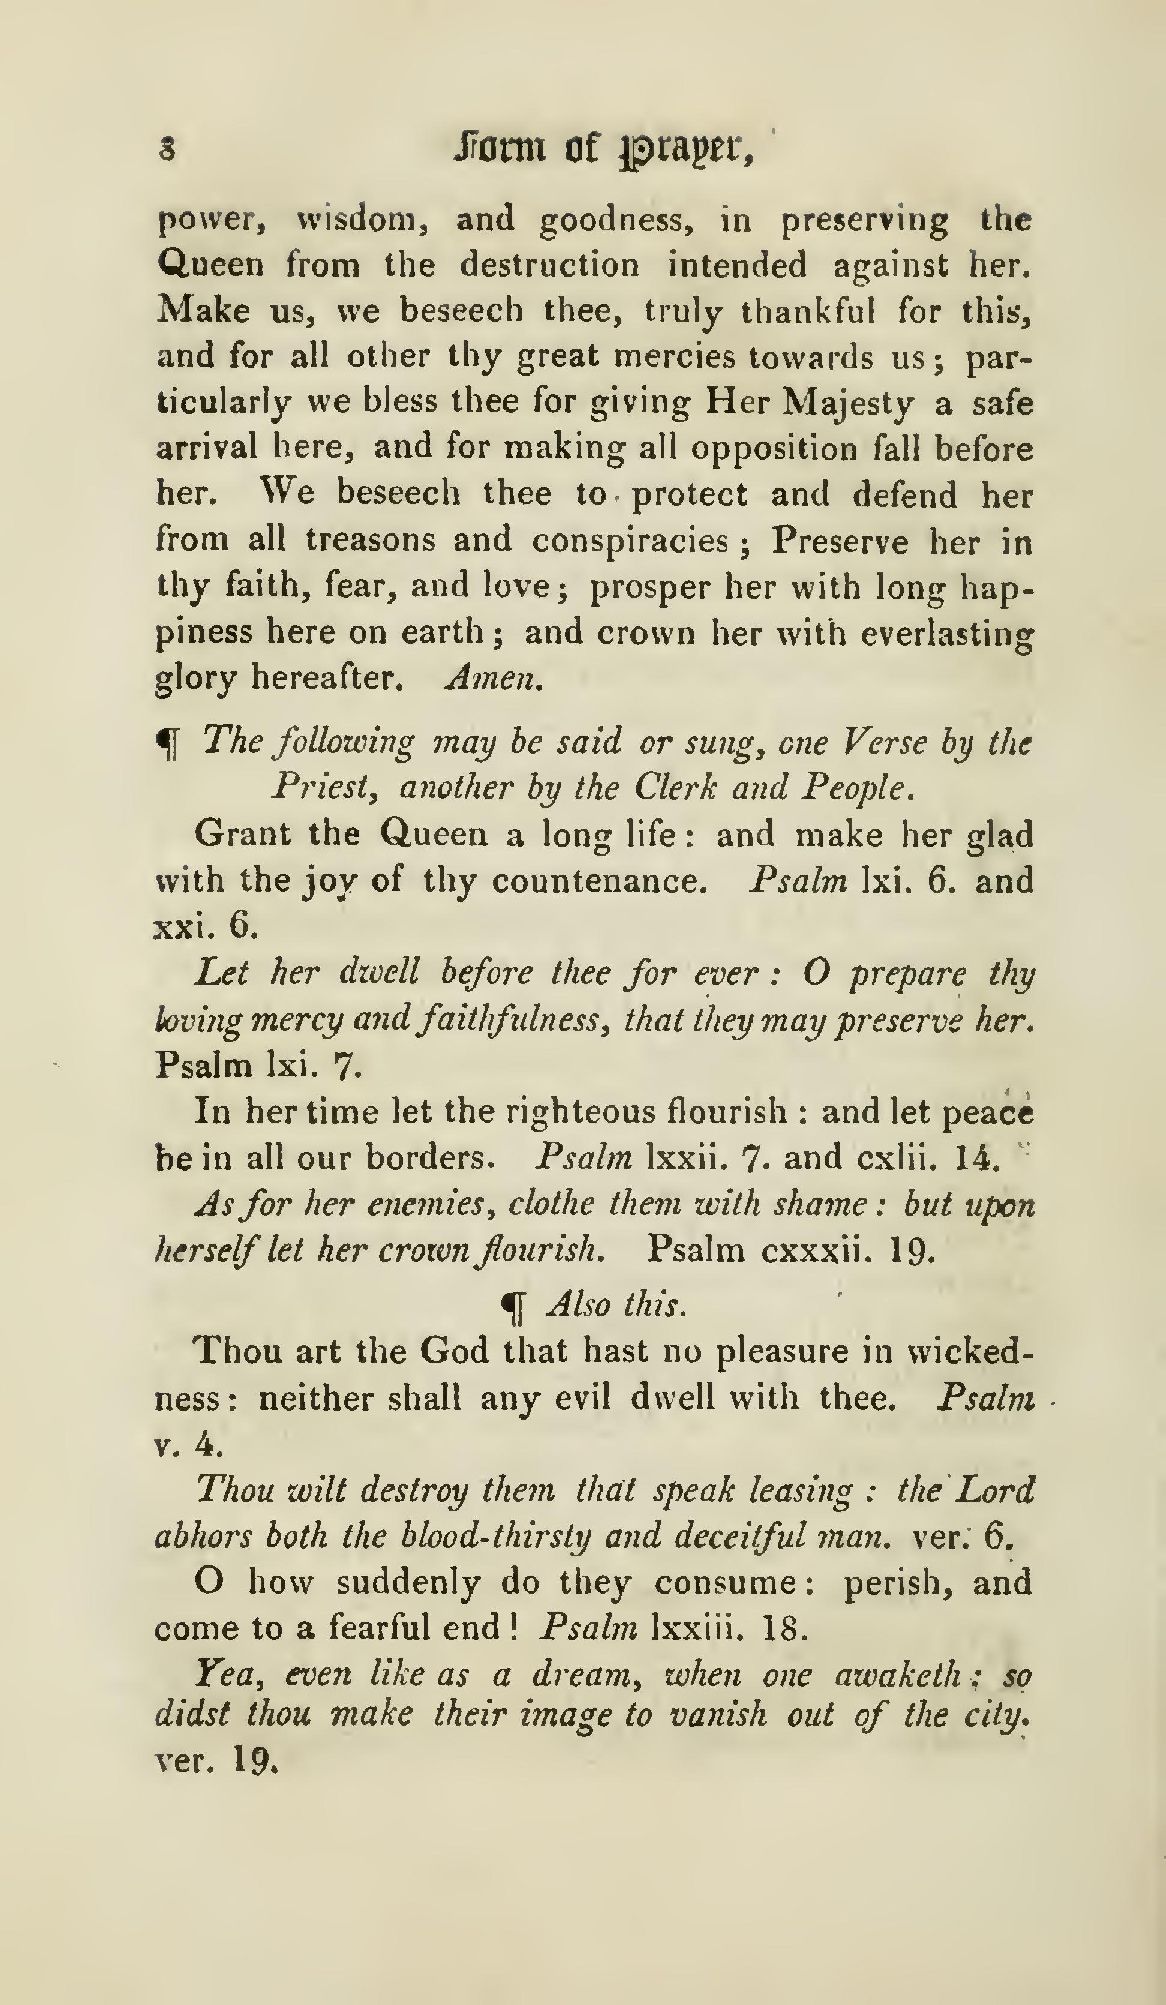 8 Form of Prayer,
power, wisdom, and goodness, in preserving the
Queen from the destruction intended against her.
Make us, we beseech thee, truly thankful for this,
and for all other thy great mercies towards us; par-
ticularly we bless thee for giving Her Majesty a safe
arrival here, and for making all opposition fall before
her. We beseech thee to protect and defend her
from all treasons and conspiracies; Preserve her in
thy faith, fear, and love; prosper her with long hap-
piness here on earth; and crown her with everlasting
glory hereafter. Amen.
¶ The following may be said or sung, one Verse by the
Priest, another by the Clerk and People.
Grant the Queen a long life: and make her glad
with the joy of thy countenance. Psalm lxi. 6. and
xxi. 6.
Let her dwell before thee for ever: O prepare thy
loving mercy and faithfulness, that they may preserve her.
Psalm lxi. 7.
In her time let the righteous flourish: and let peace
be in all our borders. Psalm lxxii. 7. and cxlii. 14.
As for her enemies, clothe them with shame: but upon
herself let her crown flourish. Psalm cxxxii. 19.
¶ Also this.
Thou art the God that hast no pleasure in wicked-
ness: neither shall any evil dwell with thee. Psalm
v. 4.
Thou wilt destroy them that speak leasing: the Lord
abhors both the blood-thirsty and deceitful man. ver. 6.
O how suddenly do they consume: perish, and
come to a fearful end! Psalm lxxiii. 18.
Yea, even like as a dream, when one awaketh: so
didst thou make their image to vanish out of the city.
ver. 19.